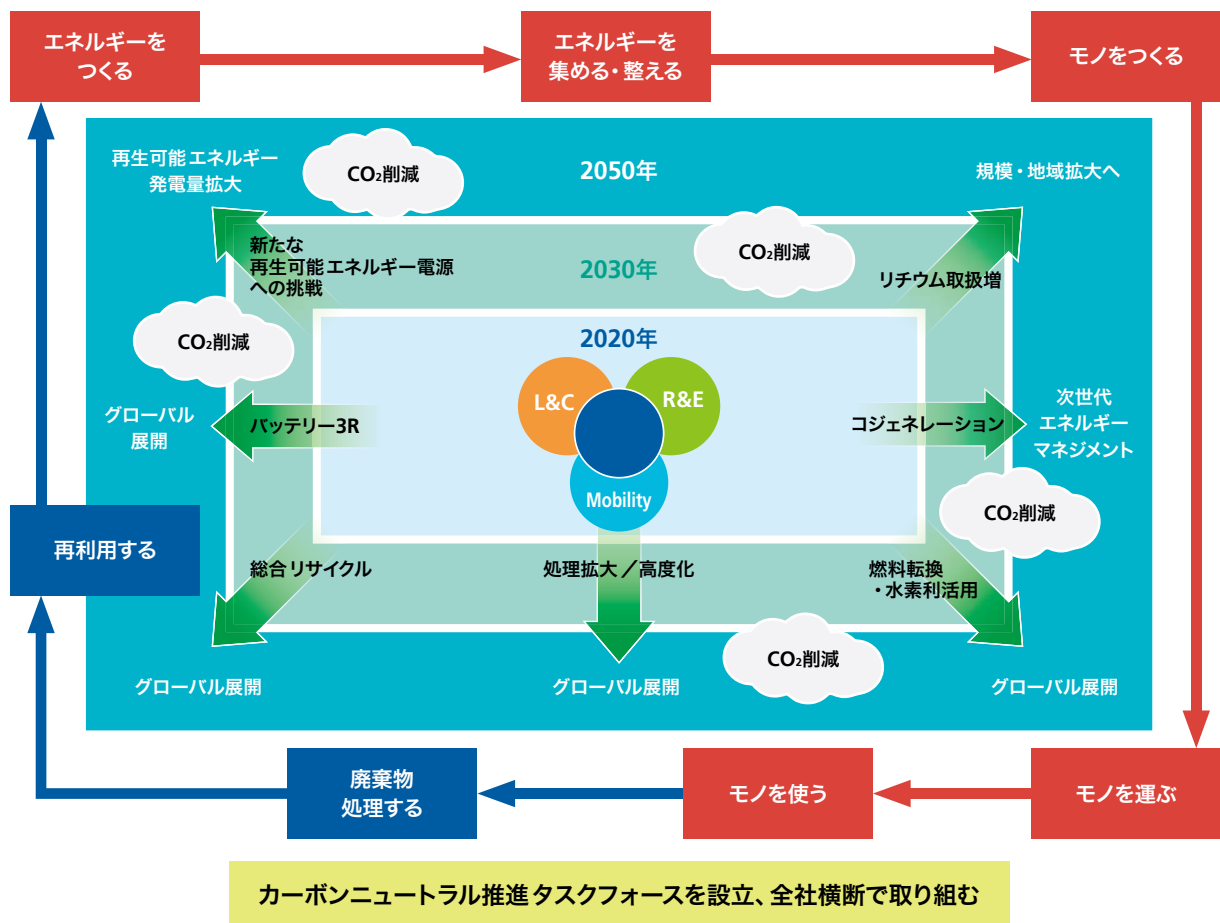 エネルギーを
つくる
エネルギーを
集める・整える
モノをつくる
再生可能エネルギー
発電量拡大
CO₂削減
2050年
規模・地域拡大へ
新たな
再生可能エネルギー電源
への挑戦
2030年
CO₂削減
リチウム取扱増
CO₂削減
2020年
L&C
R&E
Mobility
グローバル
展開
バッテリー3R
コジェネレーション
次世代
エネルギー
マネジメント
CO₂削減
再利用する
総合リサイクル
処理拡大／高度化
燃料転換
・水素利活用
CO₂削減
グローバル展開
グローバル展開
グローバル展開
廃棄物
処理する
モノを使う
モノを運ぶ
カーボンニュートラル推進タスクフォースを設立、全社横断で取り組む